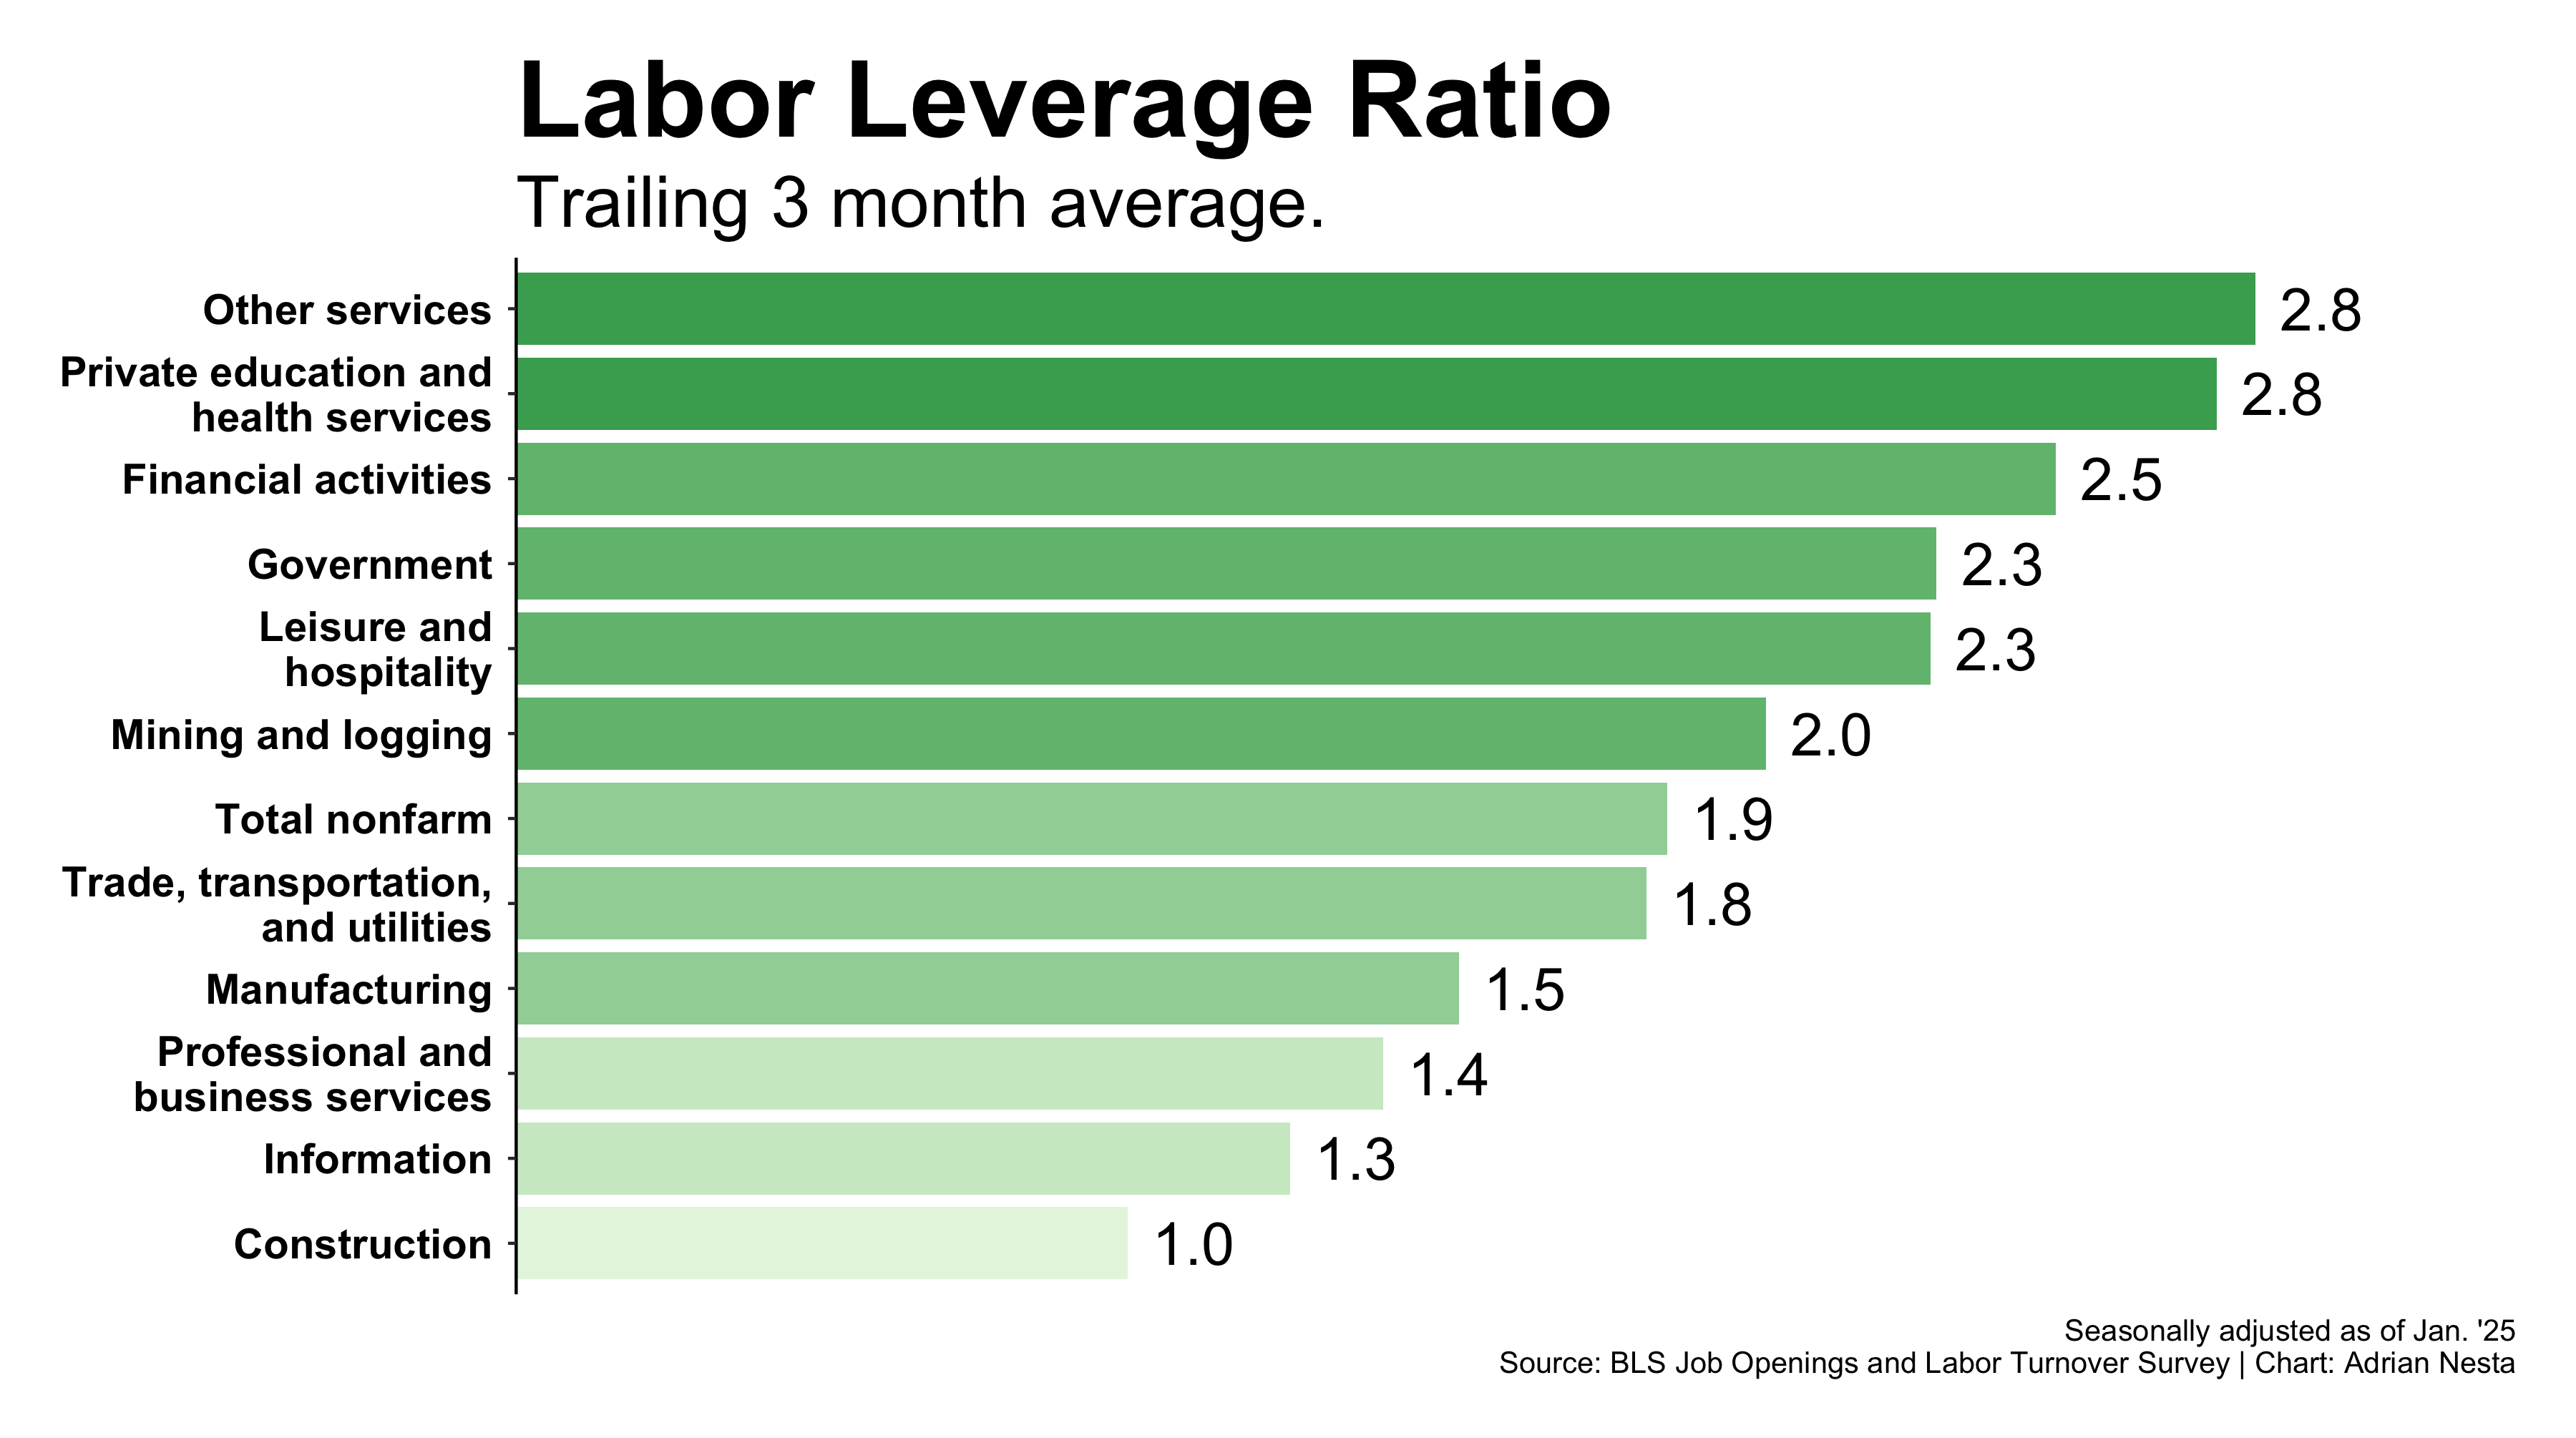 Labor Leverage Ratio
Trailing 3 month average.
Other services
2.8
Private education and
health services
2.8
Financial activities
2.5
Government
2.3
Leisure and
hospitality
2.3
Mining and logging
2.0
Total nonfarm
1.9
Trade, transportation,
and utilities
1.8
Manufacturing
1.5
Professional and
business services
1.4
Information
1.3
Construction
1.0
Seasonally adjusted as of Jan. '25
Source: BLS Job Openings and Labor Turnover Survey | Chart: Adrian Nesta